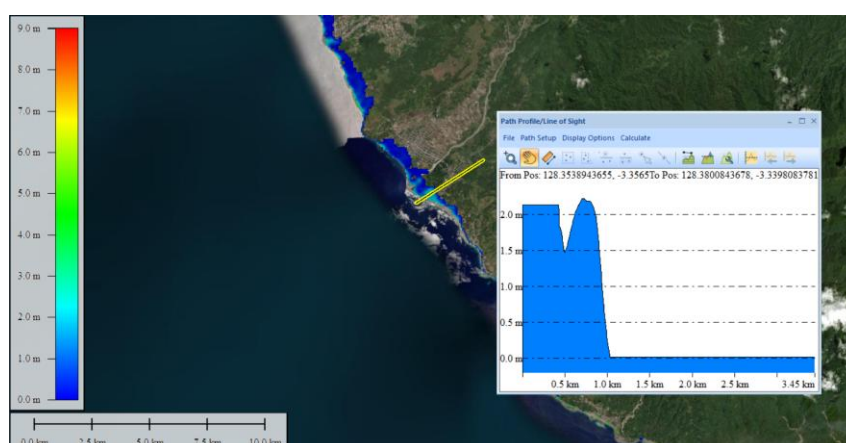 9.0 m
8.0 m
7.0 m
6.0 m
5.0 m
4.0 m
3.0 m
2.0 m
1.0 m
0.0 m
0.0 km 2.5 km 5.0 km 7.5 km 10.0 km
Path Profile/Line of Sight
File Path Setup Display Options Calculate
From Pos: 128.3538943655, -3.3565To Pos: 128.3800843678, -3.3398083781
2.0 m
1.5 m
1.0 m
0.5 m
0.0 m
0.5 km 1.0 km 1.5 km 2.0 km 2.5 km 3.45 km